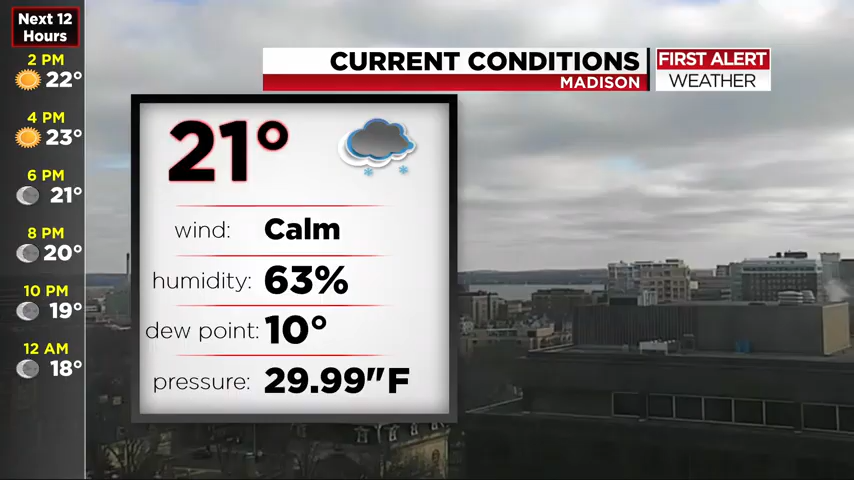 Next 12
Hours
2 PM
22°
4 PM
23°
6 PM
21°
8 PM
20°
10 PM
19°
12 AM
18°
CURRENT CONDITIONS
MADISON
FIRST ALERT
WEATHER
21°
wind: Calm
humidity: 63%
dew point: 10°
pressure: 29.99"F